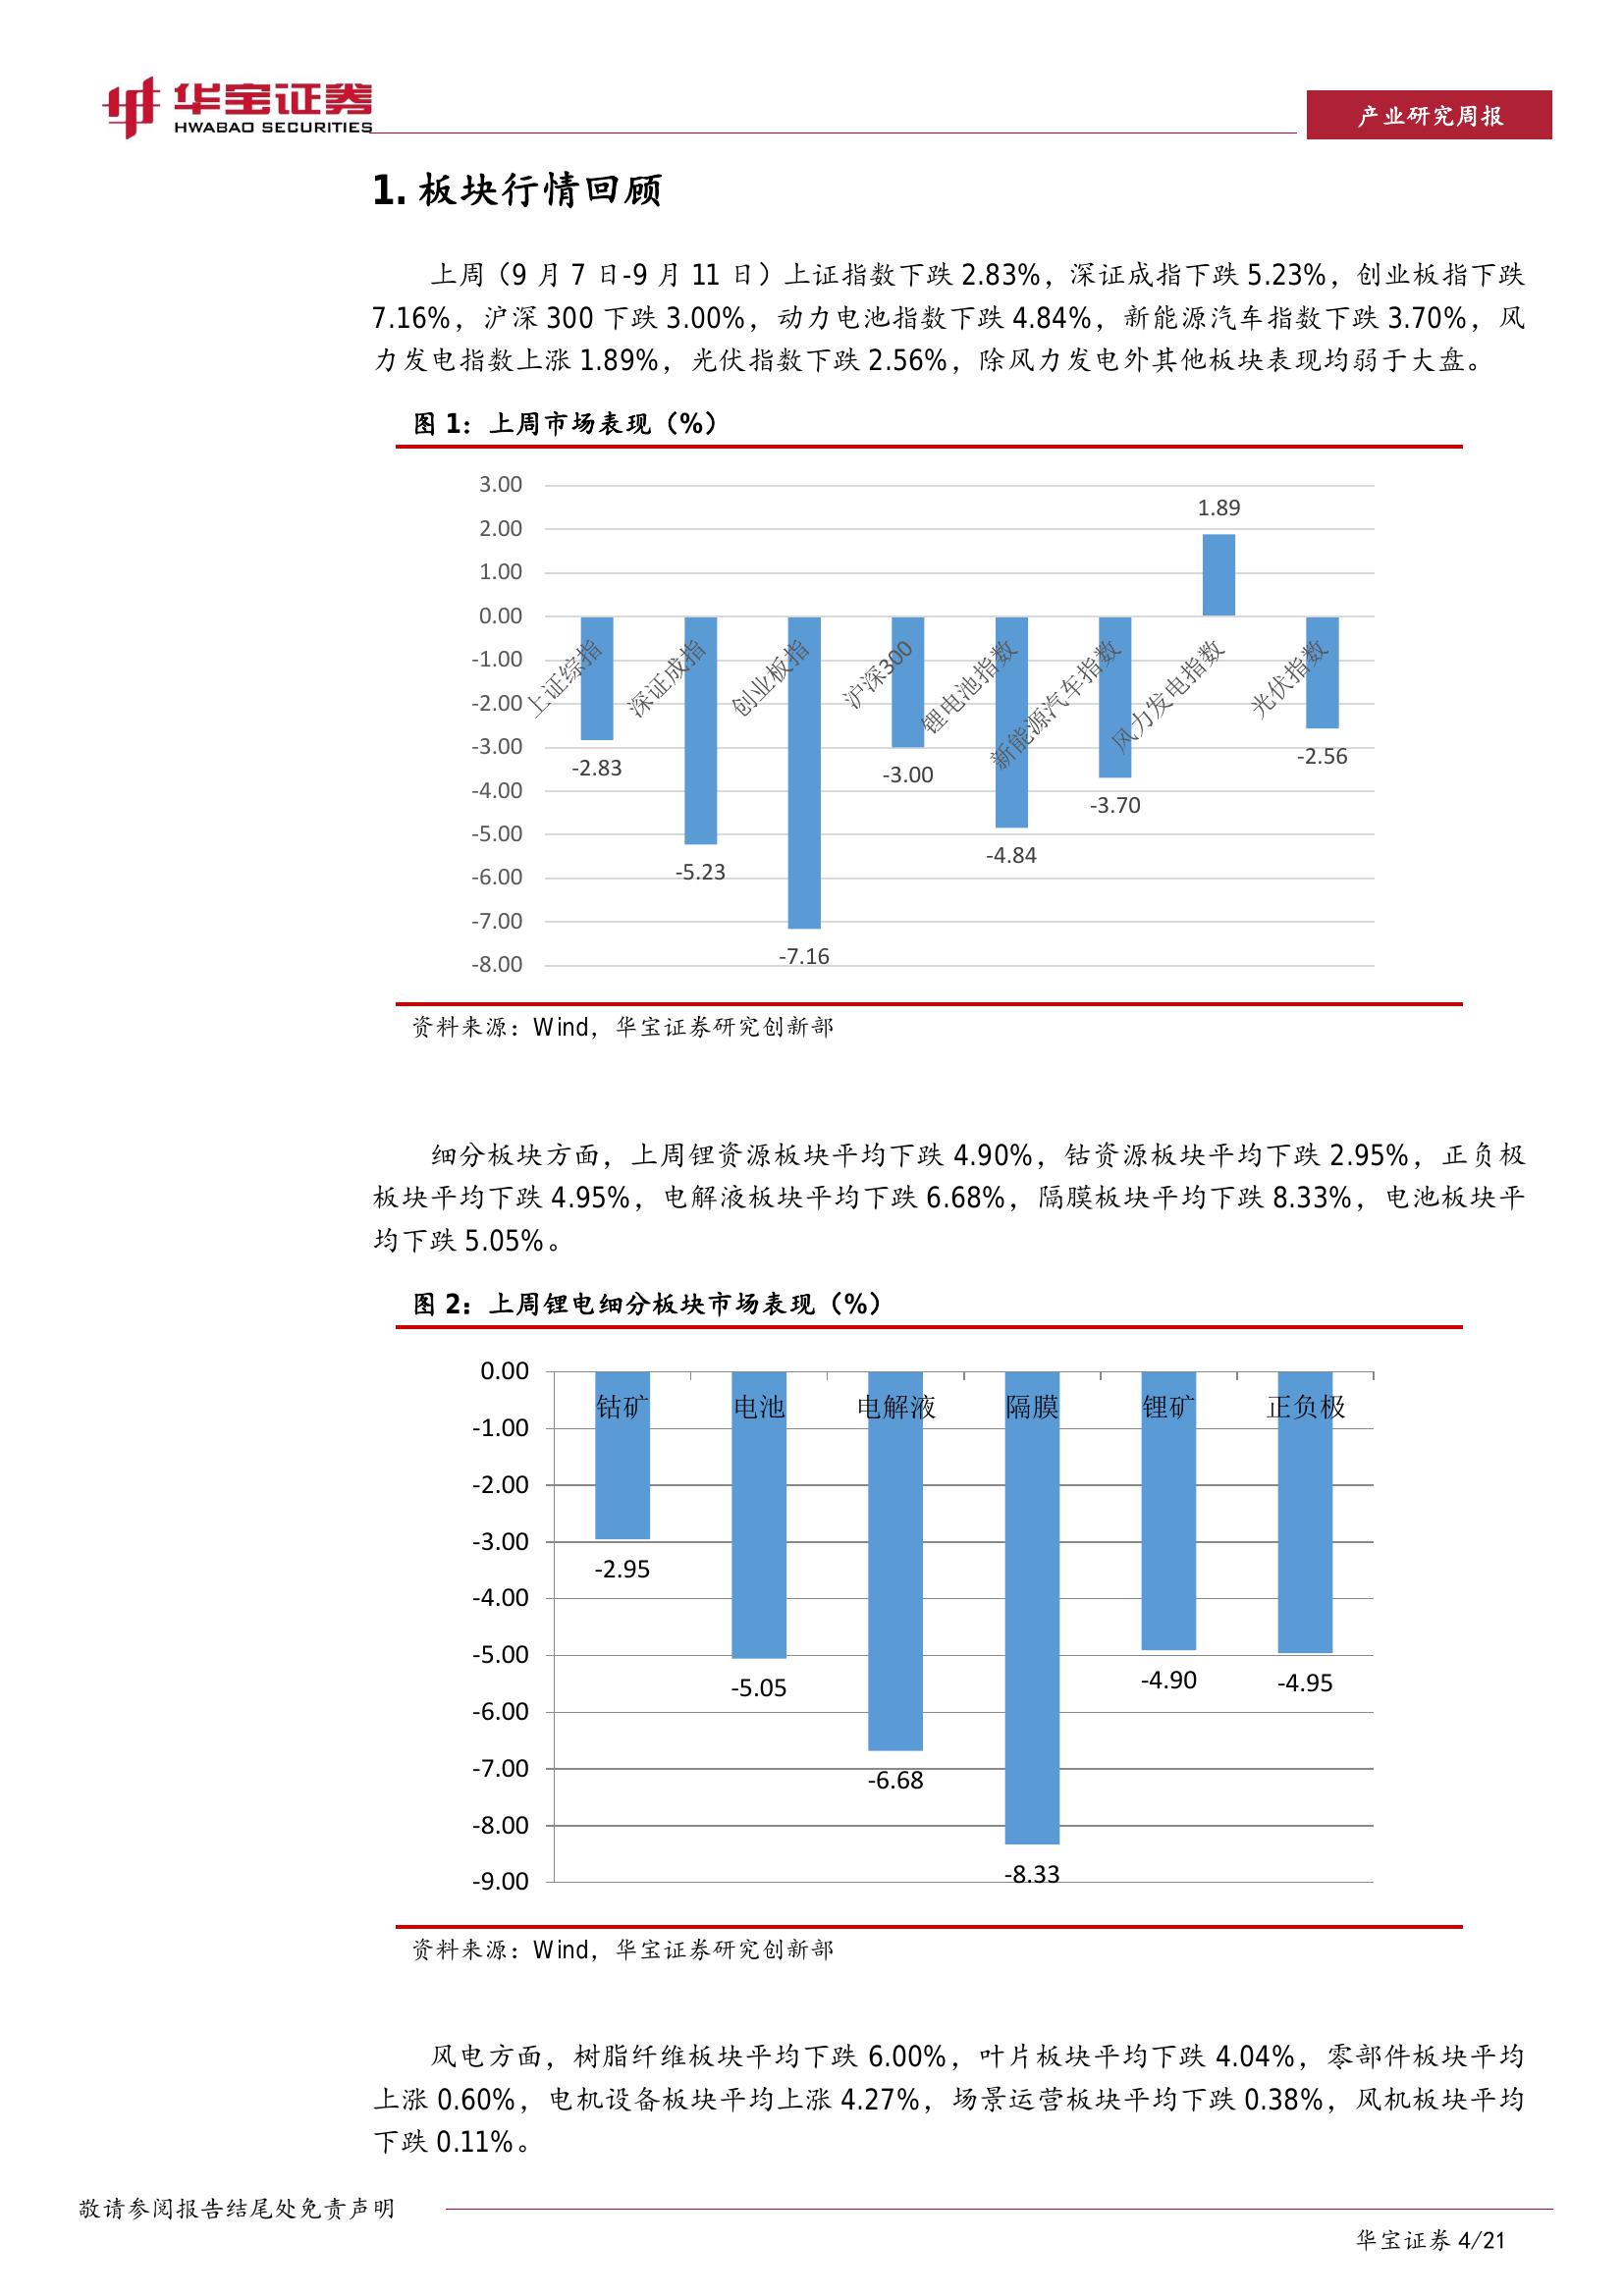 华宝证券
HWABAO SECURITIES
产业研究周报
1. 板块行情回顾
上周（9 月 7 日-9 月 11 日）上证指数下跌 2.83%，深证成指下跌 5.23%，创业板指下跌
7.16%，沪深 300 下跌 3.00%，动力电池指数下跌 4.84%，新能源汽车指数下跌 3.70%，风
力发电指数上涨 1.89%，光伏指数下跌 2.56%，除风力发电外其他板块表现均弱于大盘。
图 1：上周市场表现（%）
3.00
2.00
1.00
0.00
-1.00
-2.00
-3.00
-4.00
-5.00
-6.00
-7.00
-8.00
上证综指
深证成指
创业板指
沪深300
锂电池指数
新能源汽车指数
风力发电指数
光伏指数
-2.83
-5.23
-7.16
-3.00
-4.84
-3.70
1.89
-2.56
资料来源：Wind，华宝证券研究创新部
细分板块方面，上周锂资源板块平均下跌 4.90%，钴资源板块平均下跌 2.95%，正负极
板块平均下跌 4.95%，电解液板块平均下跌 6.68%，隔膜板块平均下跌 8.33%，电池板块平
均下跌 5.05%。
图 2：上周锂电细分板块市场表现（%）
0.00
-1.00
-2.00
-3.00
-4.00
-5.00
-6.00
-7.00
-8.00
-9.00
钴矿
电池
电解液
隔膜
锂矿
正负极
-2.95
-5.05
-6.68
-8.33
-4.90
-4.95
资料来源：Wind，华宝证券研究创新部
风电方面，树脂纤维板块平均下跌 6.00%，叶片板块平均下跌 4.04%，零部件板块平均
上涨 0.60%，电机设备板块平均上涨 4.27%，场景运营板块平均下跌 0.38%，风机板块平均
下跌 0.11%。
敬请参阅报告结尾处免责声明
华宝证券 4/21